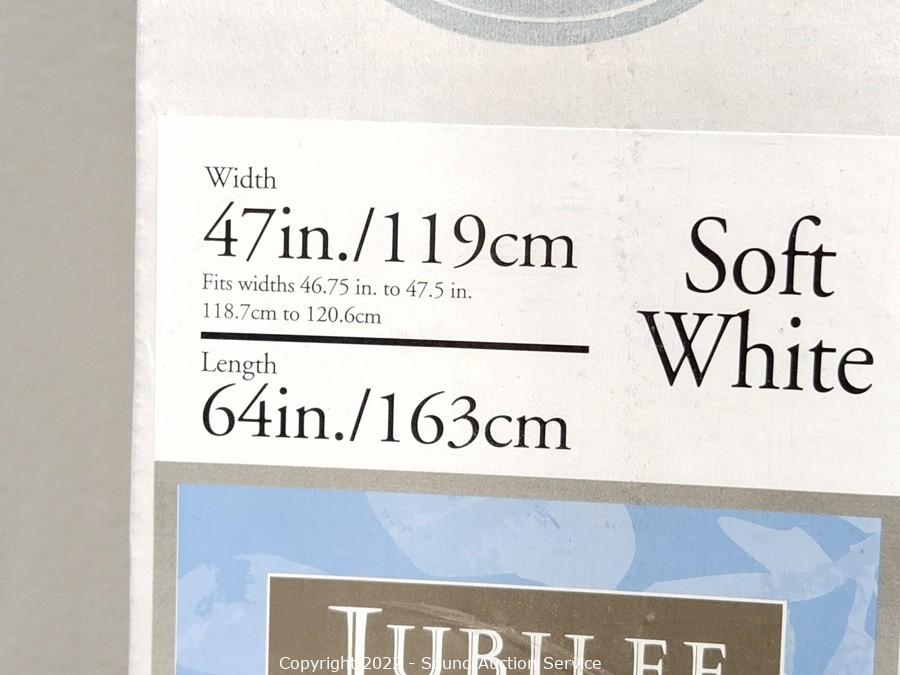 Width
47in./119cm
Fits widths 46.75 in. to 47.5 in.
118.7cm to 120.6cm
Length
64in./163cm
Soft
White
JUBILEE
Copyright 2022 - Sound Auction Service